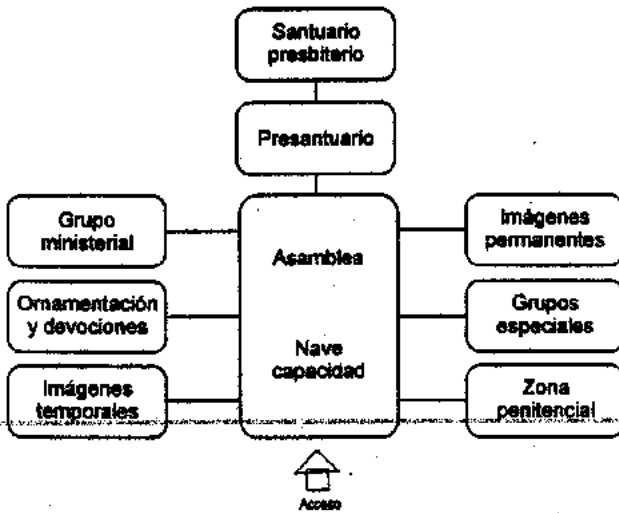 Santuario
presbiterio
Presantuario
Grupo
ministerial
Asamblea
Imágenes
permanentes
Ornamentación
y devociones
Nave
capacidad
Grupos
especiales
Imágenes
temporales
Zona
penitencial
Acceso